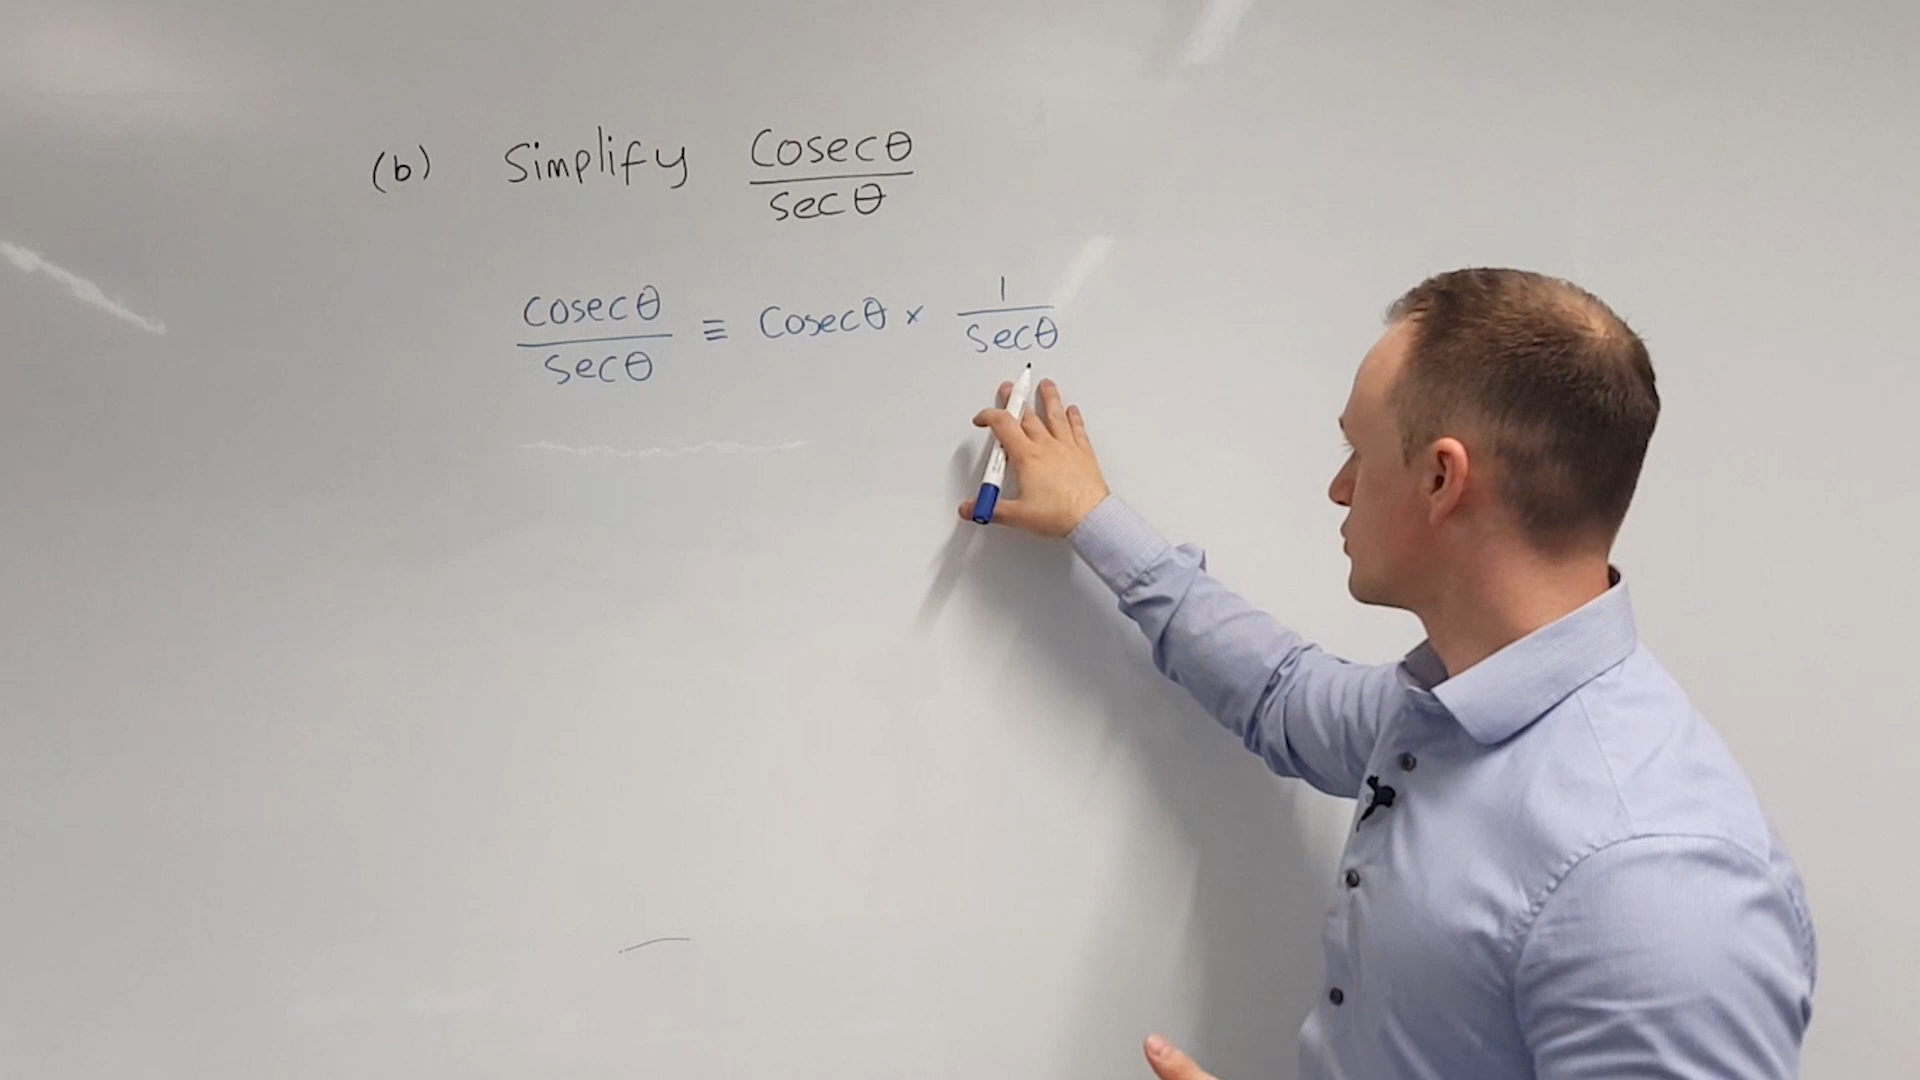 (b) Simplify cosecθ/secθ
cosecθ/secθ ≡ cosecθ × 1/secθ